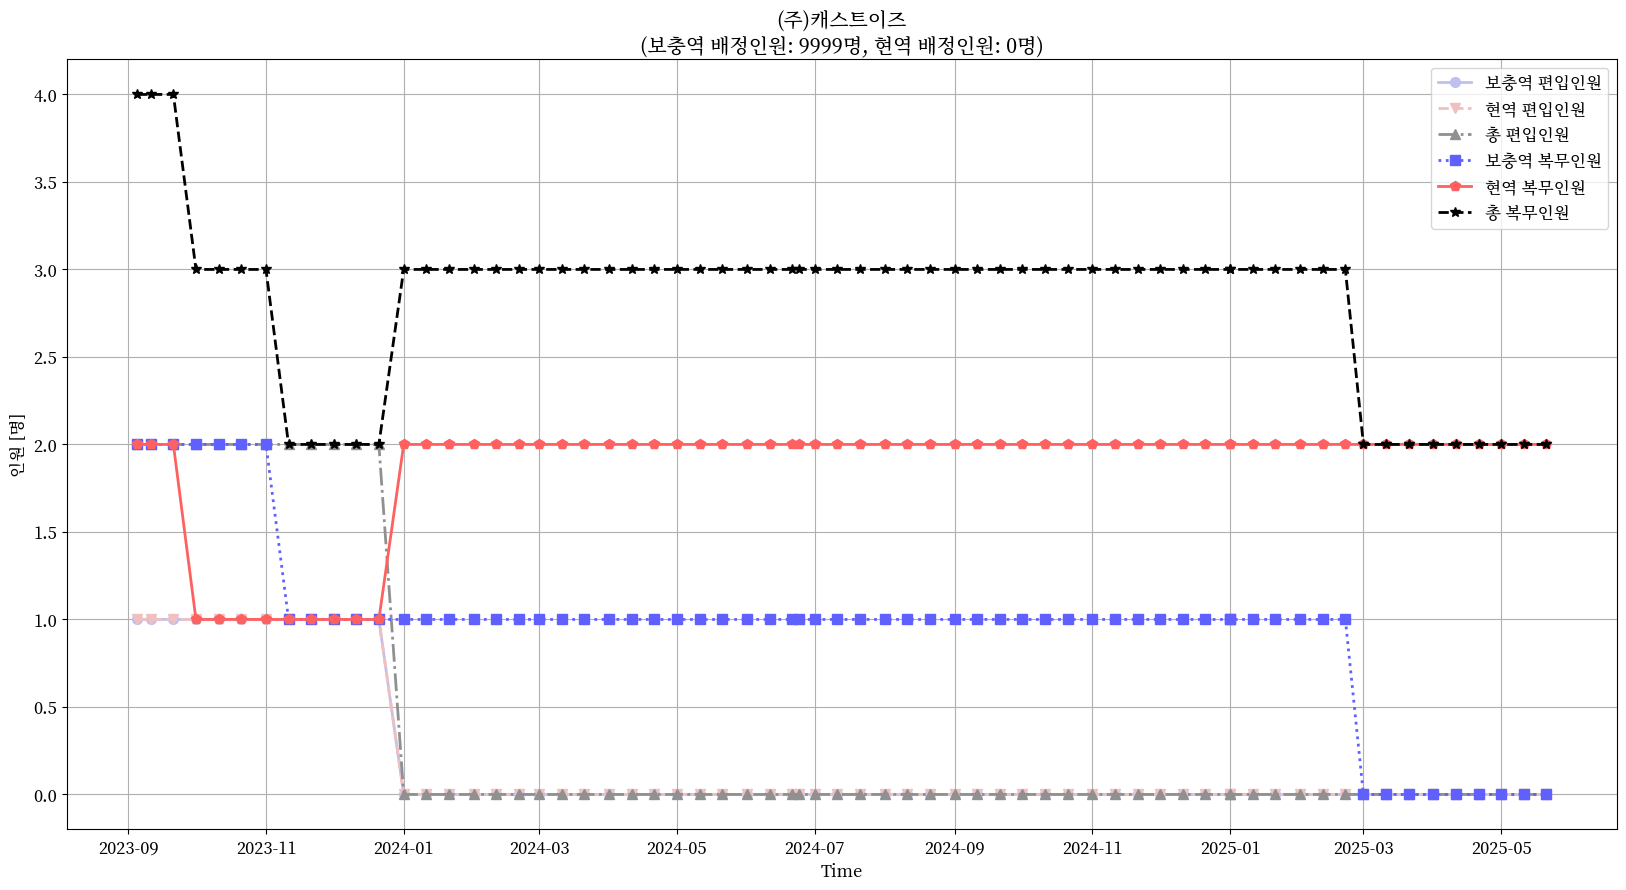 (주)캐스트이즈
(보충역 배정인원: 9999명, 현역 배정인원: 0명)
보충역 편입인원
현역 편입인원
총 편입인원
보충역 복무인원
현역 복무인원
총 복무인원
인원 [명]
4.0
3.5
3.0
2.5
2.0
1.5
1.0
0.5
0.0
2023-09
2023-11
2024-01
2024-03
2024-05
2024-07
2024-09
2024-11
2025-01
2025-03
2025-05
Time